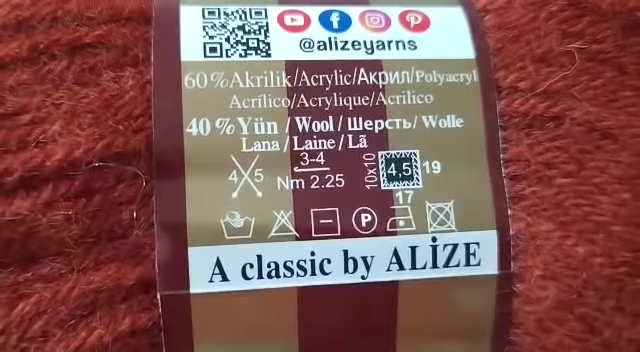 @alizeyarns
60%Akrilik/Acrylic/Акрил/Polyacryl
Acrílico/Acrylique/Acrilico
40%Yün / Wool / Шерсть/ Wolle
Lana / Laine / Lã
4 5
3-4
Nm 2.25
10x10
4,5
19
17
P
A classic by ALİZE